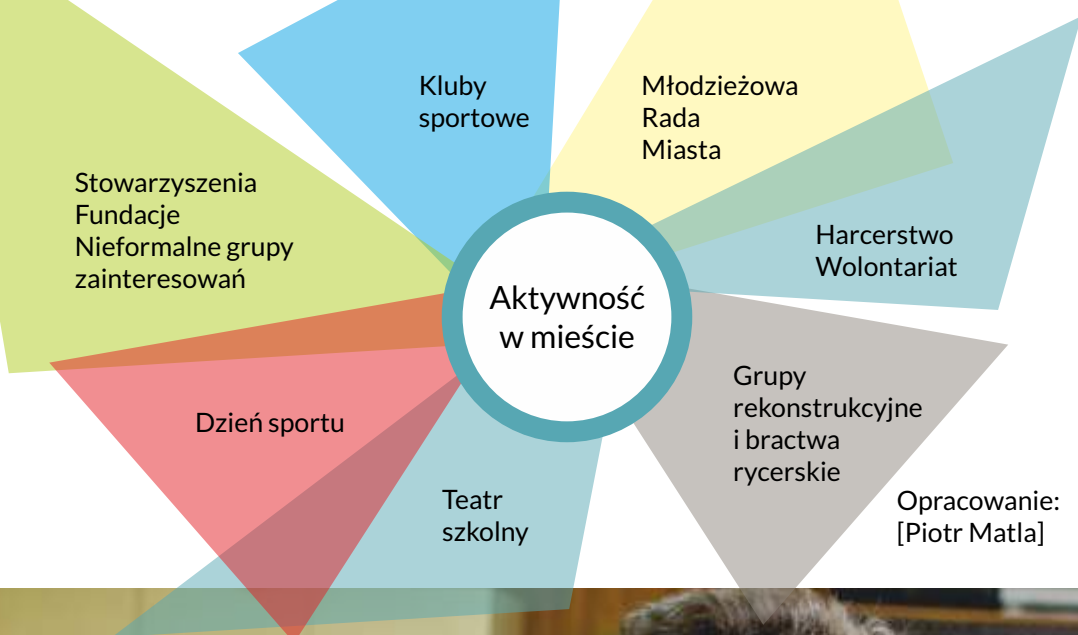 Kluby
sportowe
Młodzieżowa
Rada
Miasta
Stowarzyszenia
Fundacje
Nieformalne grupy
zainteresowań
Harcerstwo
Wolontariat
Aktywność
w mieście
Grupy
rekonstrukcyjne
i bractwa
rycerskie
Dzień sportu
Teatr
szkolny
Opracowanie:
[Piotr Matla]